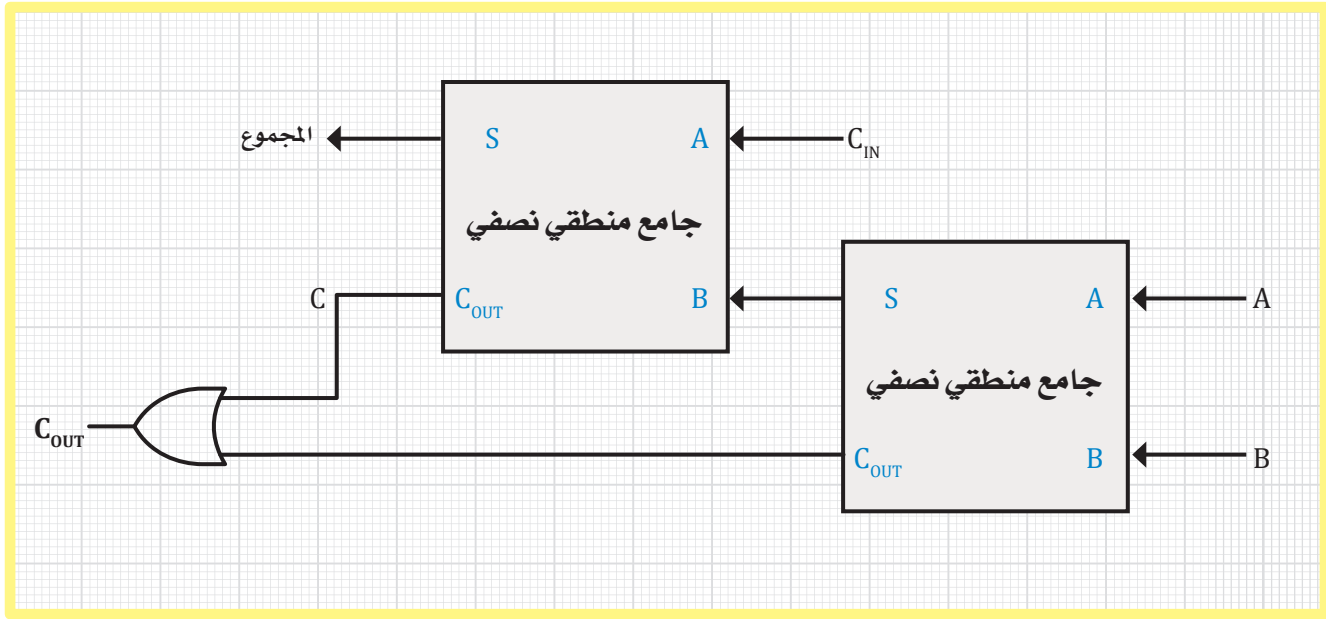 C_IN A S المجموع
جامع منطقي نصفي
B C_OUT C
A A S
جامع منطقي نصفي
B B C_OUT
C_OUT